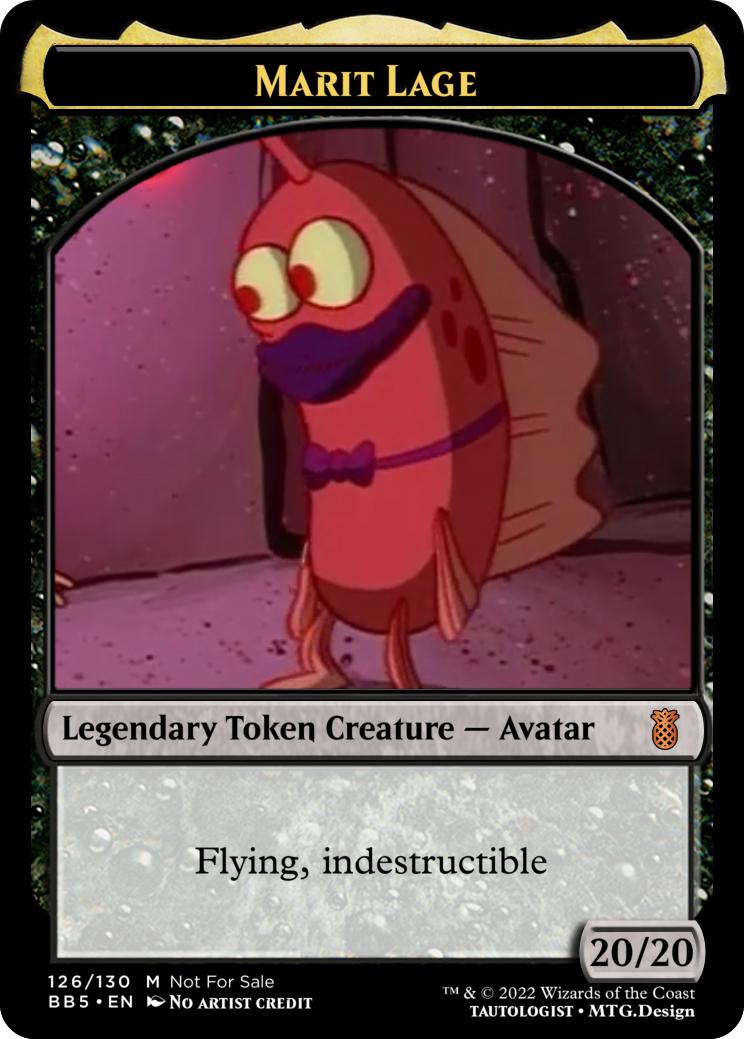 Marit Lage
Legendary Token Creature — Avatar
Flying, indestructible
20/20
126/130 M Not For Sale
BB5 • EN No artist credit
™ & © 2022 Wizards of the Coast
TAUTOLOGIST • MTG.Design